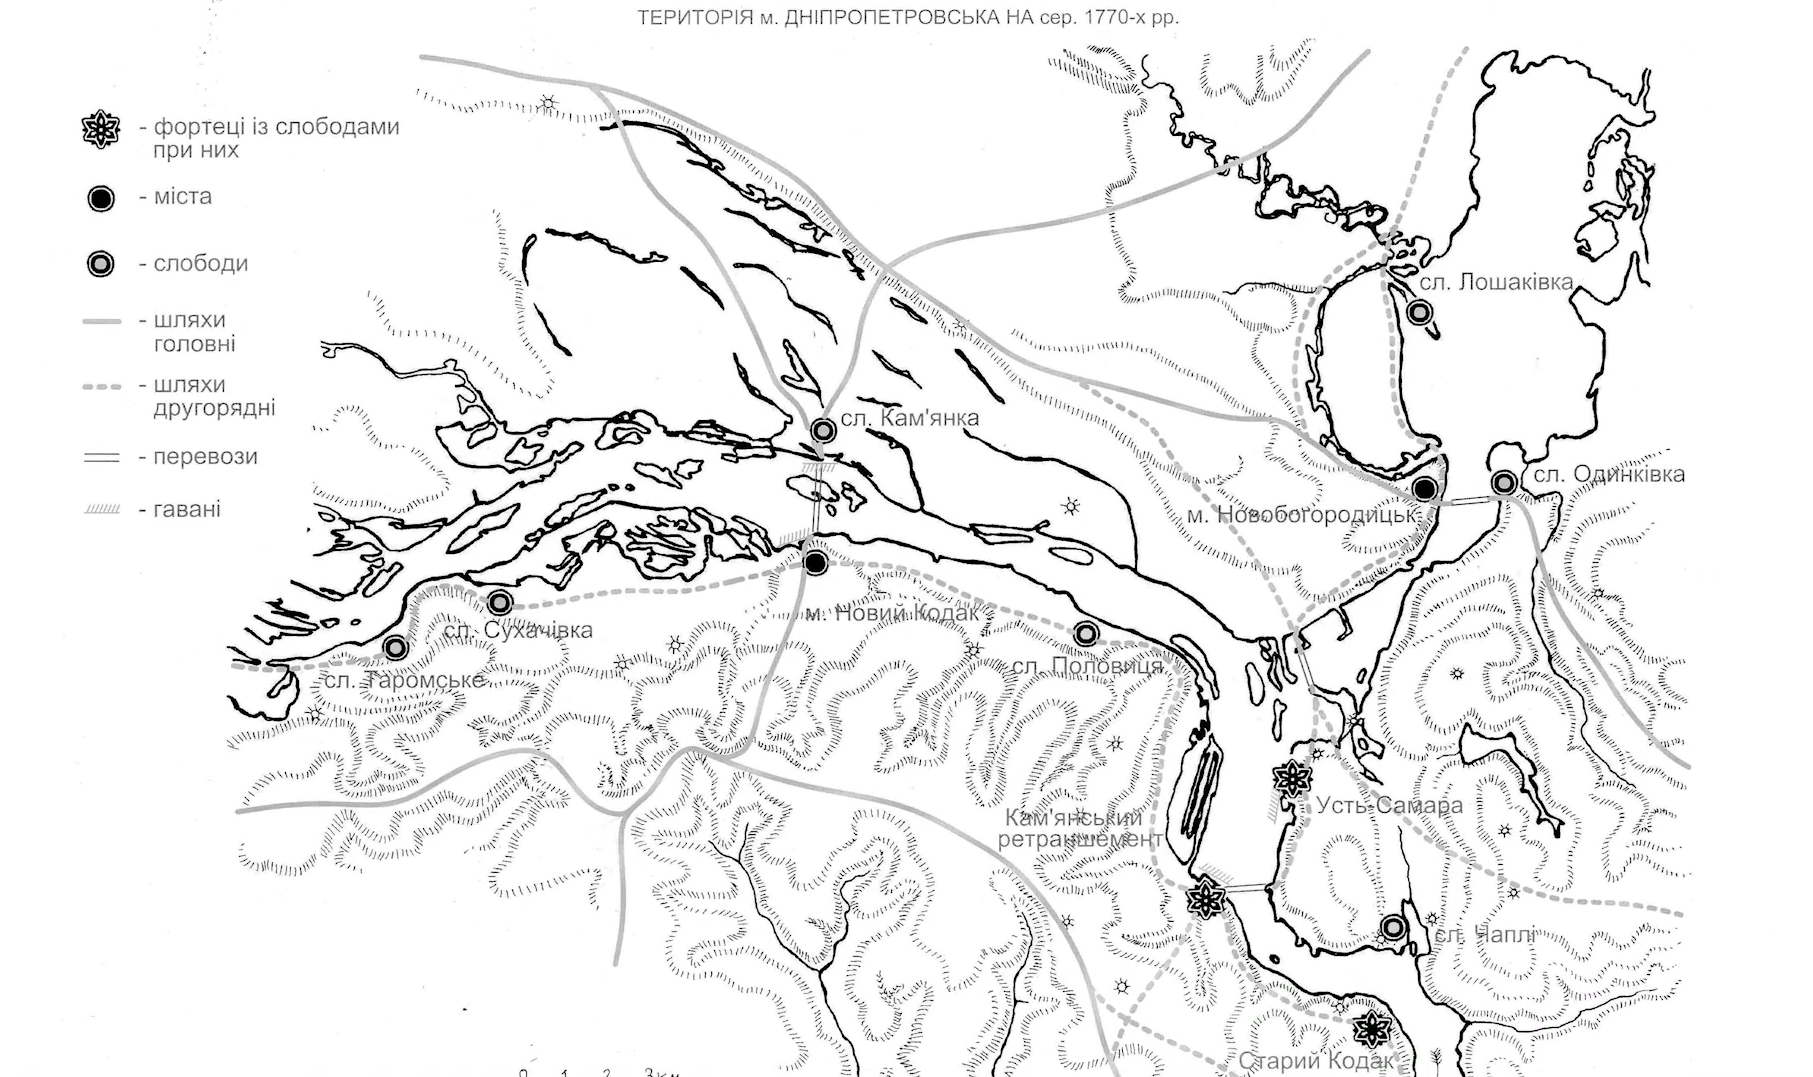 ТЕРИТОРІЯ м. ДНІПРОПЕТРОВСЬКА НА сер. 1770-х рр.
- фортеці із слободами
при них
- міста
- слободи
- шляхи
головні
- шляхи
другорядні
- перевози
- гавані
сл. Лошаківка
сл. Кам'янка
сл. Одинківка
м. Новобогородицьк
м. Новий Кодак
сл. Сухачівка
сл. Половиця
сл. Таромське
Усть-Самара
Кам'янський
ретраншемент
сл. Чаплі
Старий Кодак
0 1 2 3км